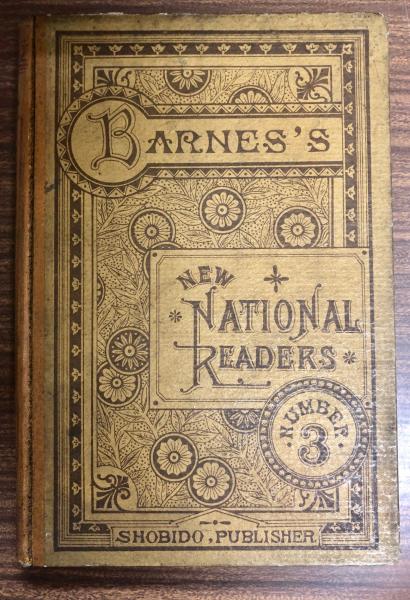 BARNES'S
NEW
NATIONAL
READERS
NUMBER
3
SHOBIDO, PUBLISHER.